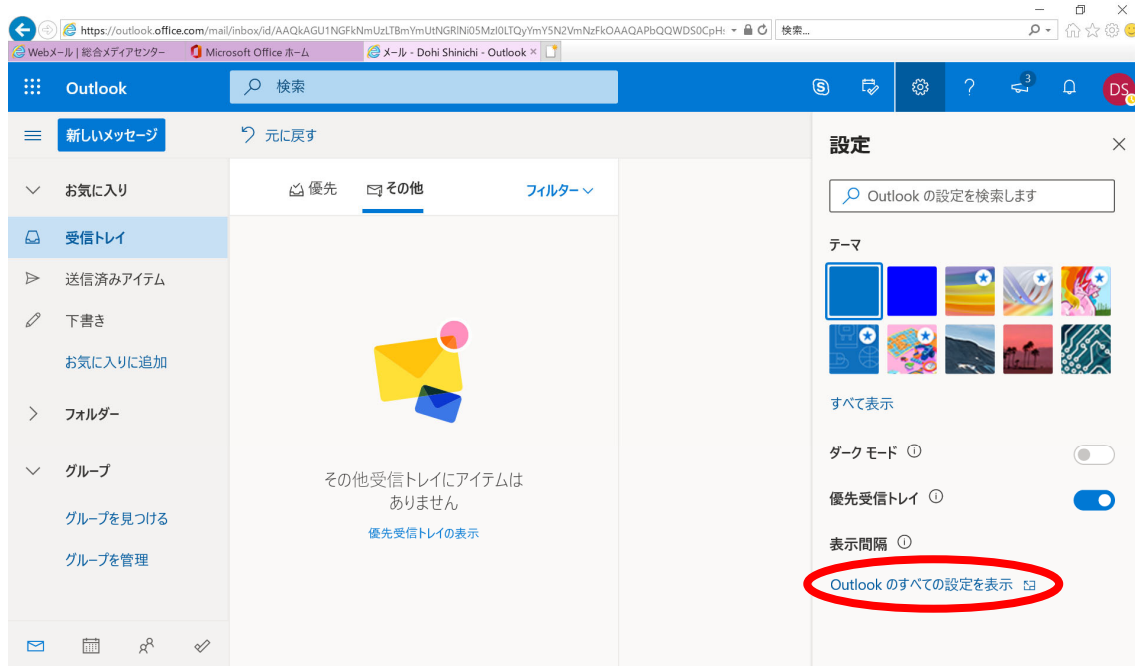 https://outlook.office.com/mail/inbox/id/AAQkAGU1NGFkNmUzLTBmYmUtNGRlNi05MzI0LTQyYmY5N2VmNzFkOAAQAPbQQWDS0CpH
検索...
Webメール | 総合メディアセンター
Microsoft Office ホーム
メール - Dohi Shinichi - Outlook
Outlook
検索
3
DS
新しいメッセージ
元に戻す
お気に入り
受信トレイ
送信済みアイテム
下書き
お気に入りに追加
フォルダー
グループ
グループを見つける
グループを管理
優先
その他
フィルター
その他受信トレイにアイテムは
ありません
優先受信トレイの表示
設定
Outlook の設定を検索します
テーマ
すべて表示
ダーク モード
優先受信トレイ
表示間隔
Outlook のすべての設定を表示